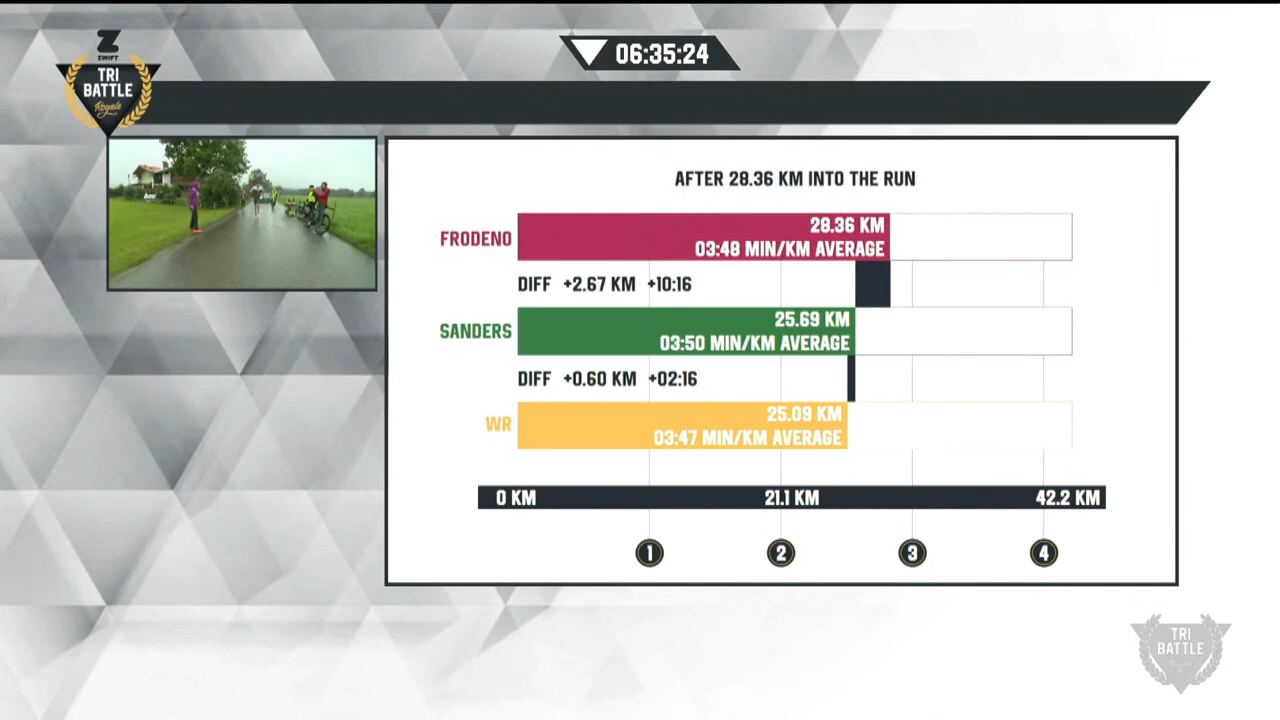 06:35:24
ZWIFT
TRI
BATTLE
Royale
AFTER 28.36 KM INTO THE RUN
FRODENO
28.36 KM
03:48 MIN/KM AVERAGE
DIFF +2.67 KM +10:16
SANDERS
25.69 KM
03:50 MIN/KM AVERAGE
DIFF +0.60 KM +02:16
WR
25.09 KM
03:47 MIN/KM AVERAGE
0 KM 21.1 KM 42.2 KM
1 2 3 4
TRI
BATTLE
Royale